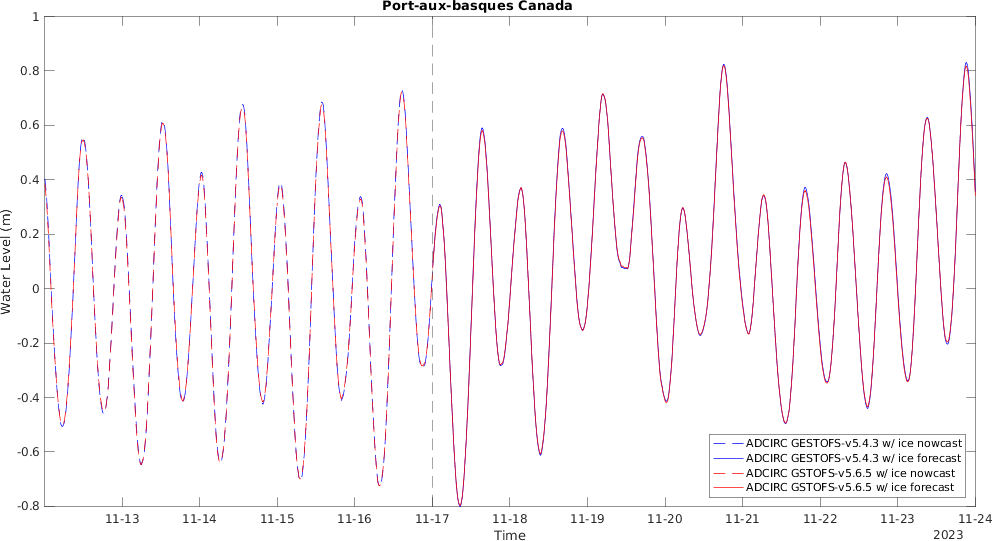 Port-aux-basques Canada
1
0.8
0.6
0.4
0.2
0
-0.2
-0.4
-0.6
-0.8
Water Level (m)
ADCIRC GESTOFS-v5.4.3 w/ ice nowcast
ADCIRC GESTOFS-v5.4.3 w/ ice forecast
ADCIRC GSTOFS-v5.6.5 w/ ice nowcast
ADCIRC GSTOFS-v5.6.5 w/ ice forecast
11-13 11-14 11-15 11-16 11-17 11-18 11-19 11-20 11-21 11-22 11-23 11-24
Time
2023